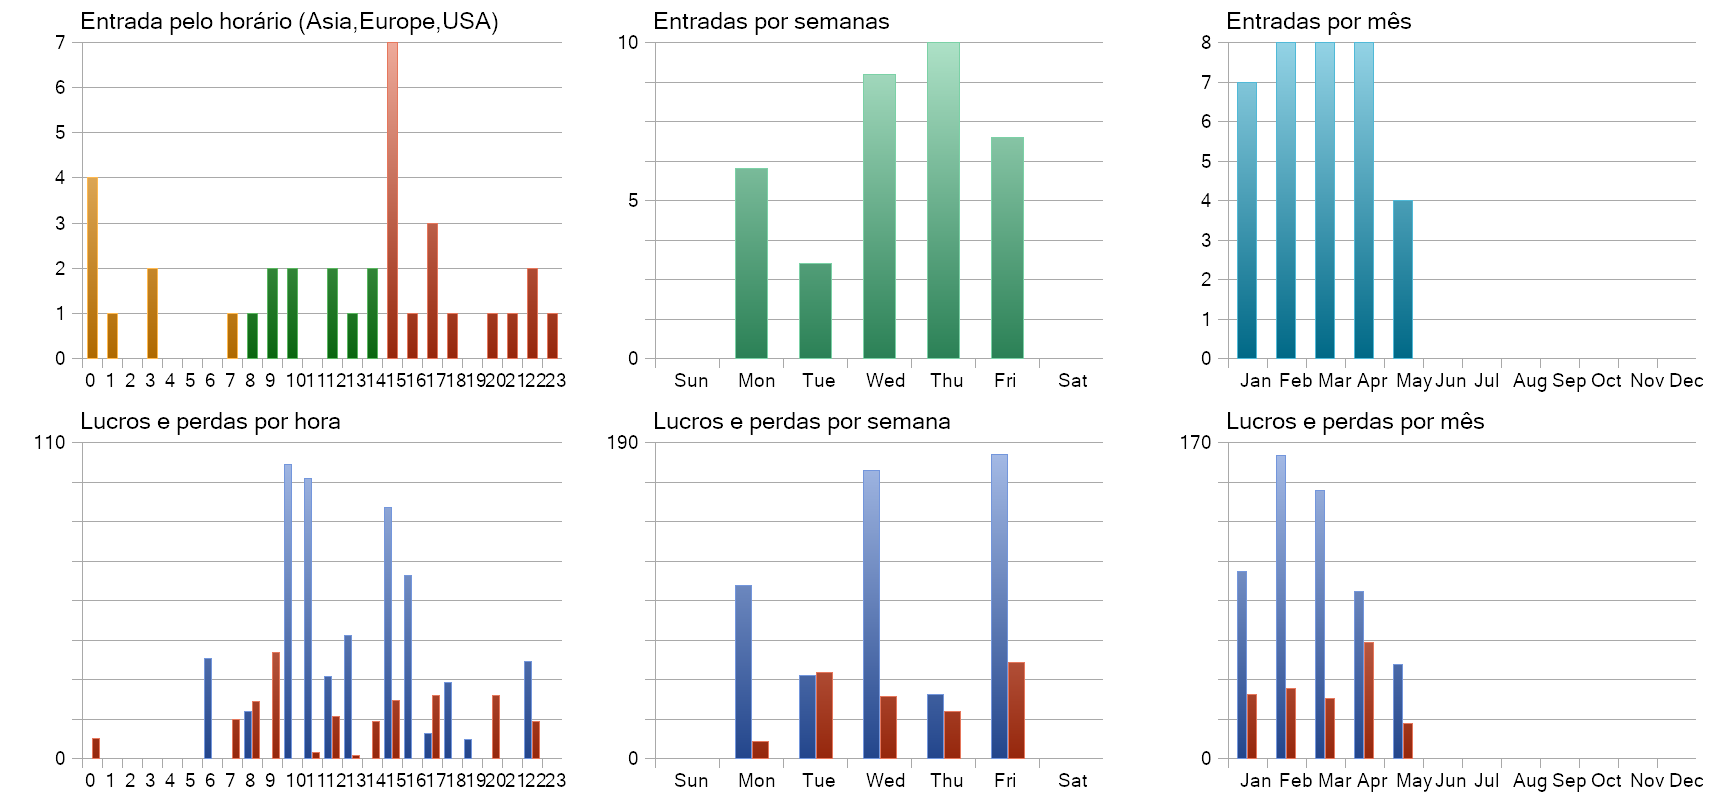 Entrada pelo horário (Asia,Europe,USA)
7
6
5
4
3
2
1
0
0 1 2 3 4 5 6 7 8 9 10 11 12 13 14 15 16 17 18 19 20 21 22 23
Entradas por semanas
10
5
0
Sun Mon Tue Wed Thu Fri Sat
Entradas por mês
8
7
6
5
4
3
2
1
0
Jan Feb Mar Apr May Jun Jul Aug Sep Oct Nov Dec
Lucros e perdas por hora
110
0
0 1 2 3 4 5 6 7 8 9 10 11 12 13 14 15 16 17 18 19 20 21 22 23
Lucros e perdas por semana
190
0
Sun Mon Tue Wed Thu Fri Sat
Lucros e perdas por mês
170
0
Jan Feb Mar Apr May Jun Jul Aug Sep Oct Nov Dec